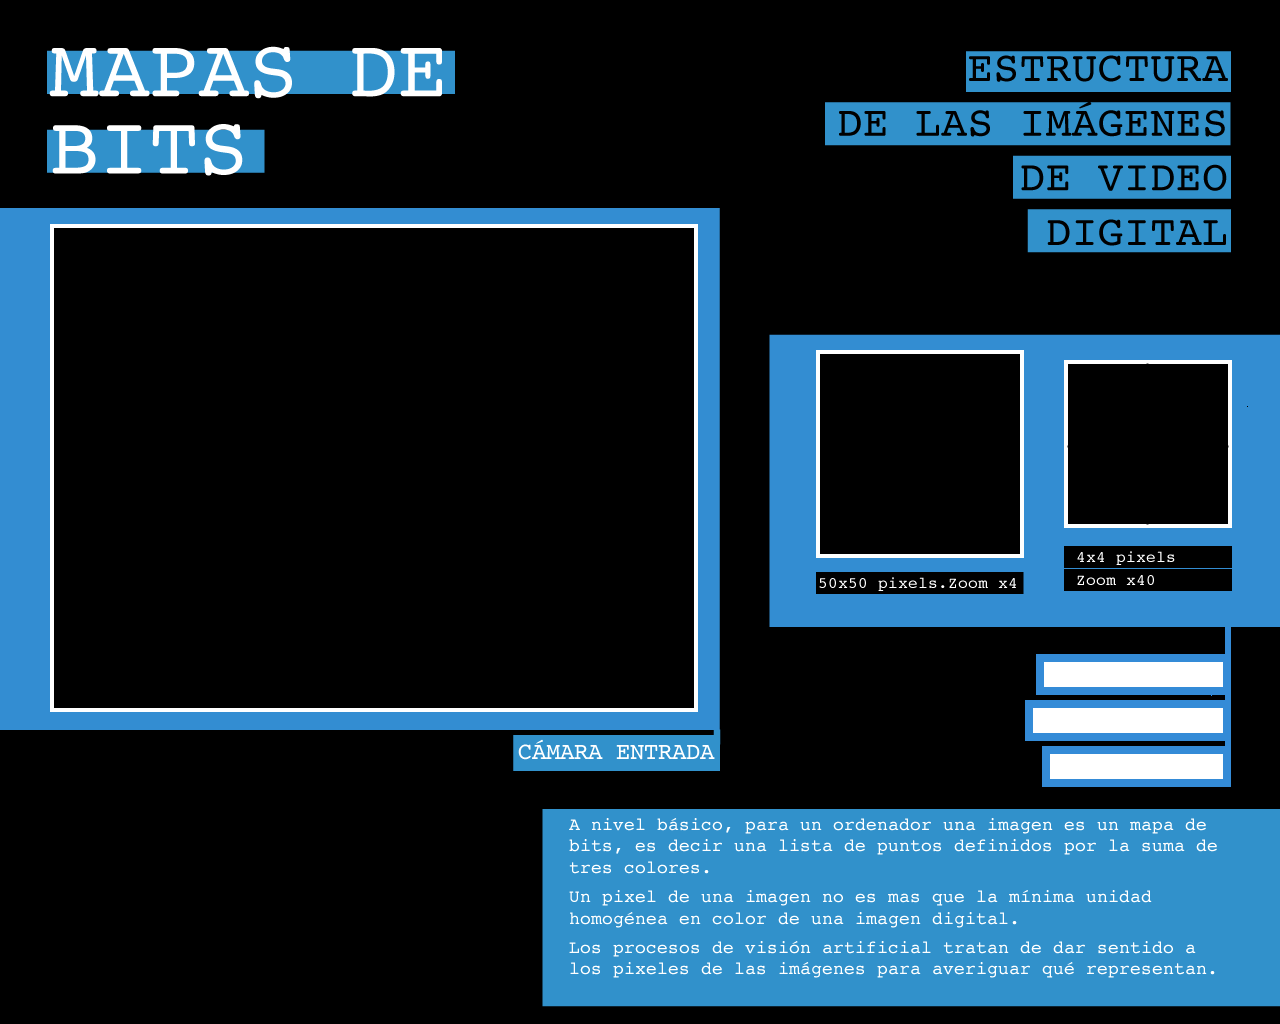 MAPAS DE
BITS
ESTRUCTURA
DE LAS IMÁGENES
DE VIDEO
DIGITAL
50x50 pixels.Zoom x4
4x4 pixels
Zoom x40
CÁMARA ENTRADA
A nivel básico, para un ordenador una imagen es un mapa de
bits, es decir una lista de puntos definidos por la suma de
tres colores.
Un pixel de una imagen no es mas que la mínima unidad
homogénea en color de una imagen digital.
Los procesos de visión artificial tratan de dar sentido a
los pixeles de las imágenes para averiguar qué representan.